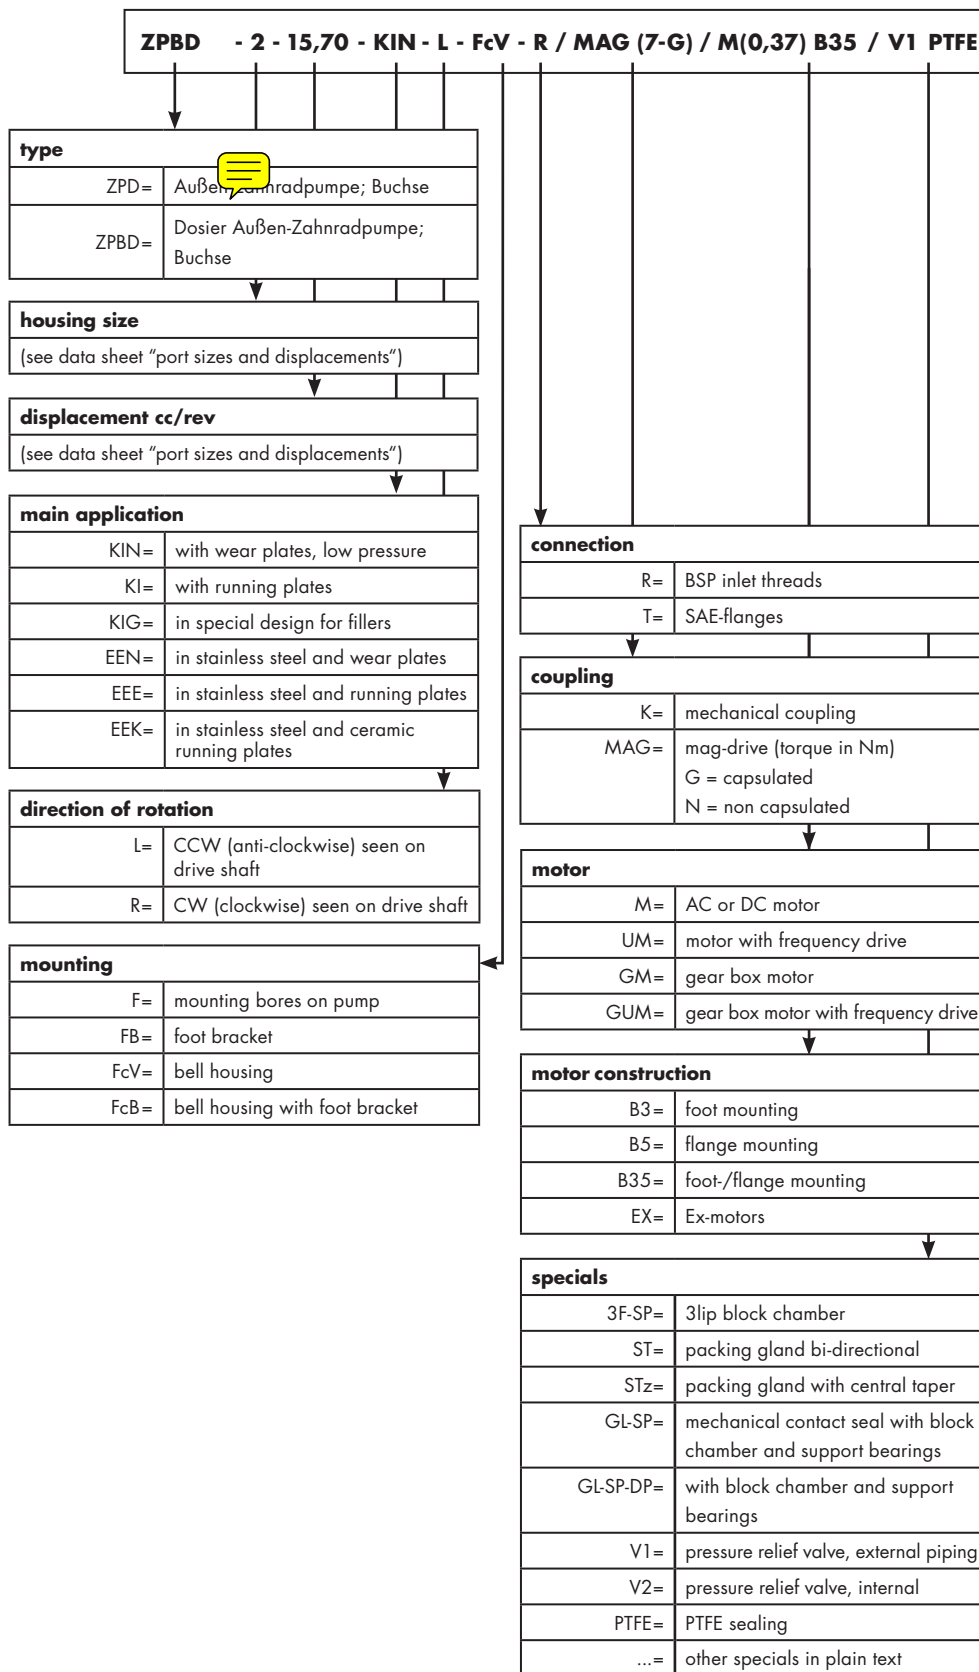 ZPBD - 2 - 15,70 - KIN - L - FcV - R / MAG (7-G) / M(0,37) B35 / V1 PTFE
type
ZPD= Außen-Zahnradpumpe; Buchse
ZPBD= Dosier Außen-Zahnradpumpe;
Buchse
housing size
(see data sheet "port sizes and displacements“)
displacement cc/rev
(see data sheet "port sizes and displacements“)
main application
KIN= with wear plates, low pressure
KI= with running plates
KIG= in special design for fillers
EEN= in stainless steel and wear plates
EEE= in stainless steel and running plates
EEK= in stainless steel and ceramic
running plates
direction of rotation
L= CCW (anti-clockwise) seen on
drive shaft
R= CW (clockwise) seen on drive shaft
mounting
F= mounting bores on pump
FB= foot bracket
FcV= bell housing
FcB= bell housing with foot bracket
connection
R= BSP inlet threads
T= SAE-flanges
coupling
K= mechanical coupling
MAG= mag-drive (torque in Nm)
G = capsulated
N = non capsulated
motor
M= AC or DC motor
UM= motor with frequency drive
GM= gear box motor
GUM= gear box motor with frequency drive
motor construction
B3= foot mounting
B5= flange mounting
B35= foot-/flange mounting
EX= Ex-motors
specials
3F-SP= 3lip block chamber
ST= packing gland bi-directional
STz= packing gland with central taper
GL-SP= mechanical contact seal with block
chamber and support bearings
GL-SP-DP= with block chamber and support
bearings
V1= pressure relief valve, external piping
V2= pressure relief valve, internal
PTFE= PTFE sealing
...= other specials in plain text